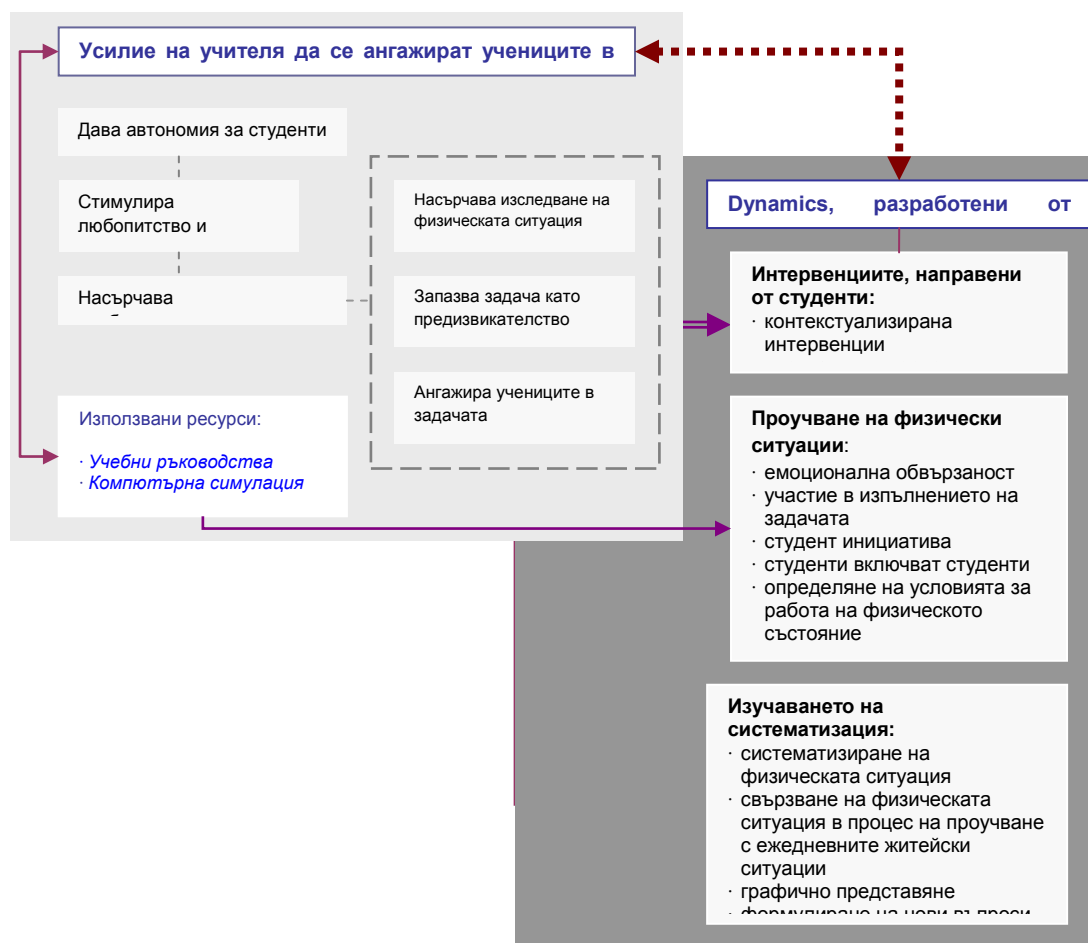 Усилие на учителя да се ангажират учениците в
Дава автономия за студенти
Стимулира
любопитство и
Насърчава
Насърчава изследване на
физическата ситуация
Запазва задача като
предизвикателство
Ангажира учениците в
задачата
Използвани ресурси:
· Учебни ръководства
· Компютърна симулация
Dynamics, разработени от
Интервенциите, направени
от студенти:
· контекстуализирана
интервенции
Проучване на физически
ситуации:
· емоционална обвързаност
· участие в изпълнението на
задачата
· студент инициатива
· студенти включват студенти
· определяне на условията за
работа на физическото
състояние
Изучаването на
систематизация:
· систематизиране на
физическата ситуация
· свързване на физическата
ситуация в процес на проучване
с ежедневните житейски
ситуации
· графично представяне
· формулиране на нови въпроси